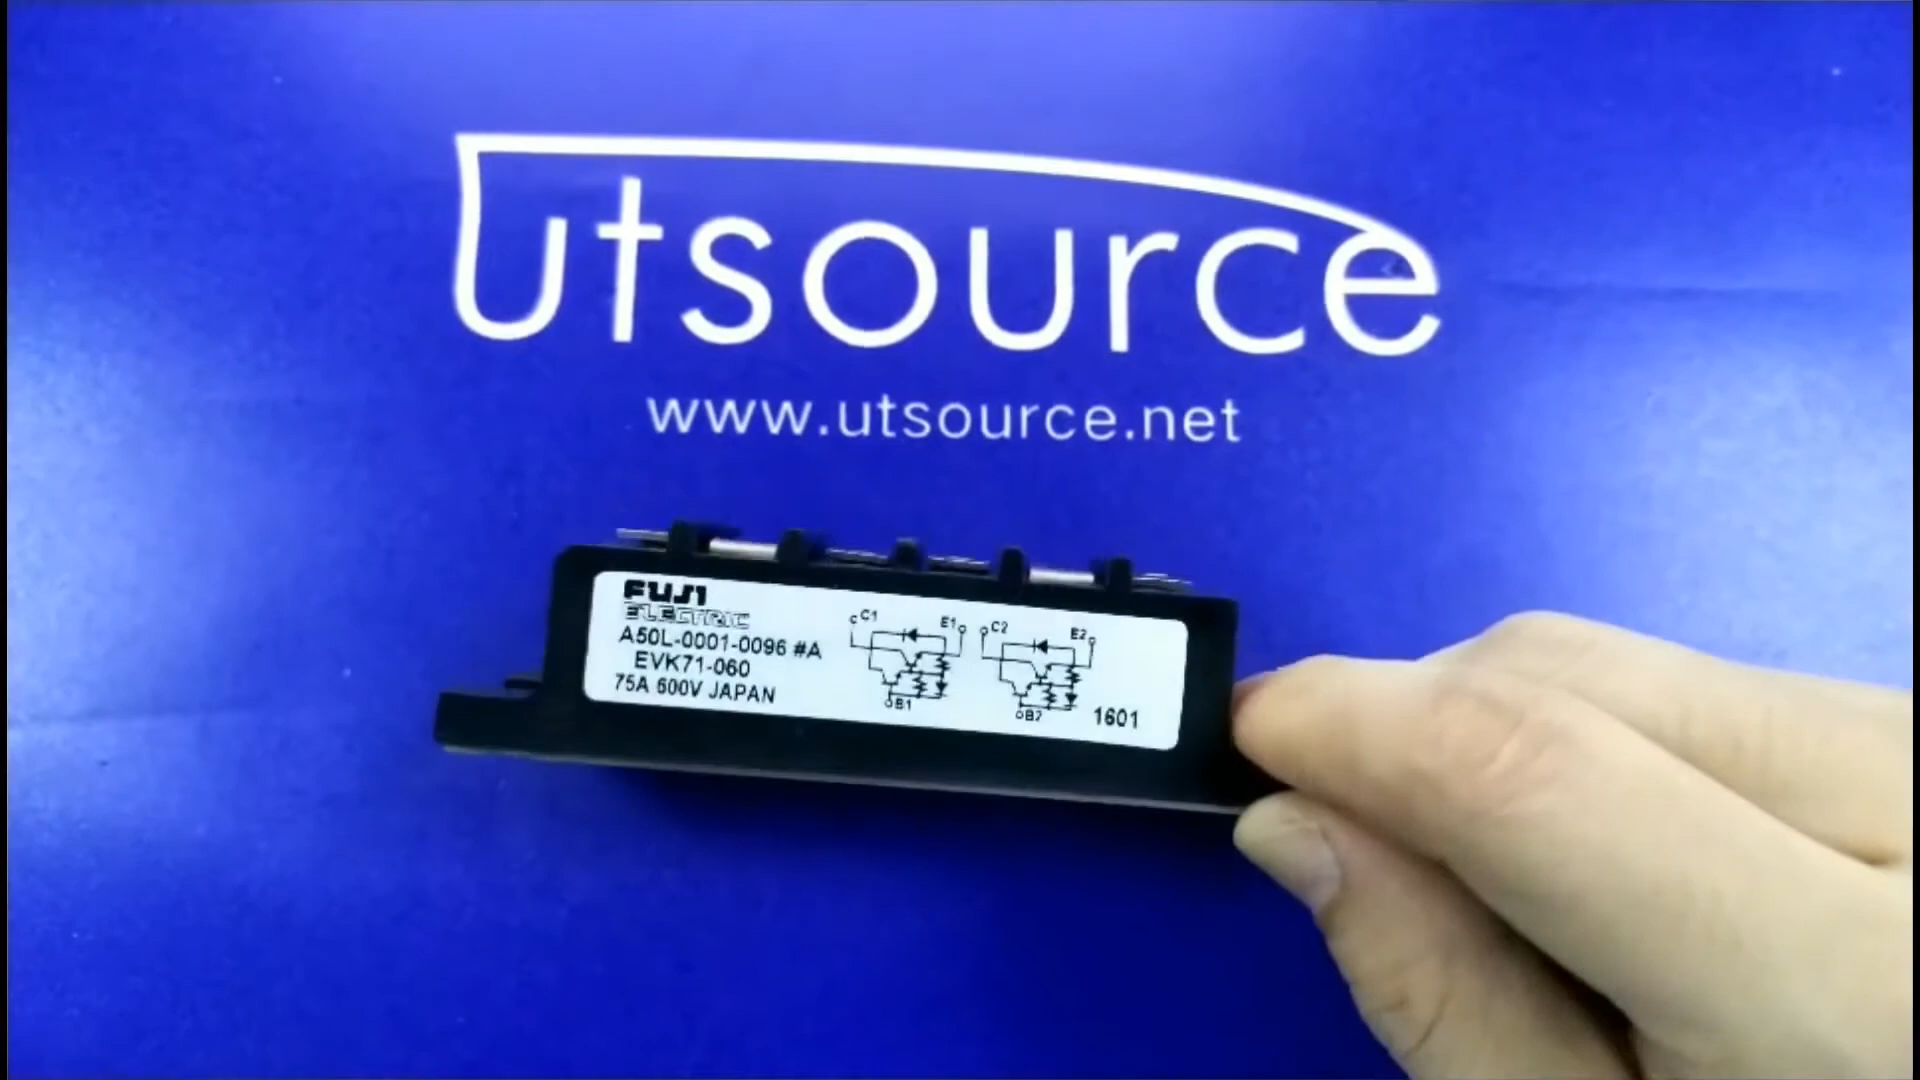 utsource
www.utsource.net
FUJI
ELECTRIC
A50L-0001-0096 #A
EVK71-060
75A 600V JAPAN
C1 E1 C2 E2
B1 B2
1601